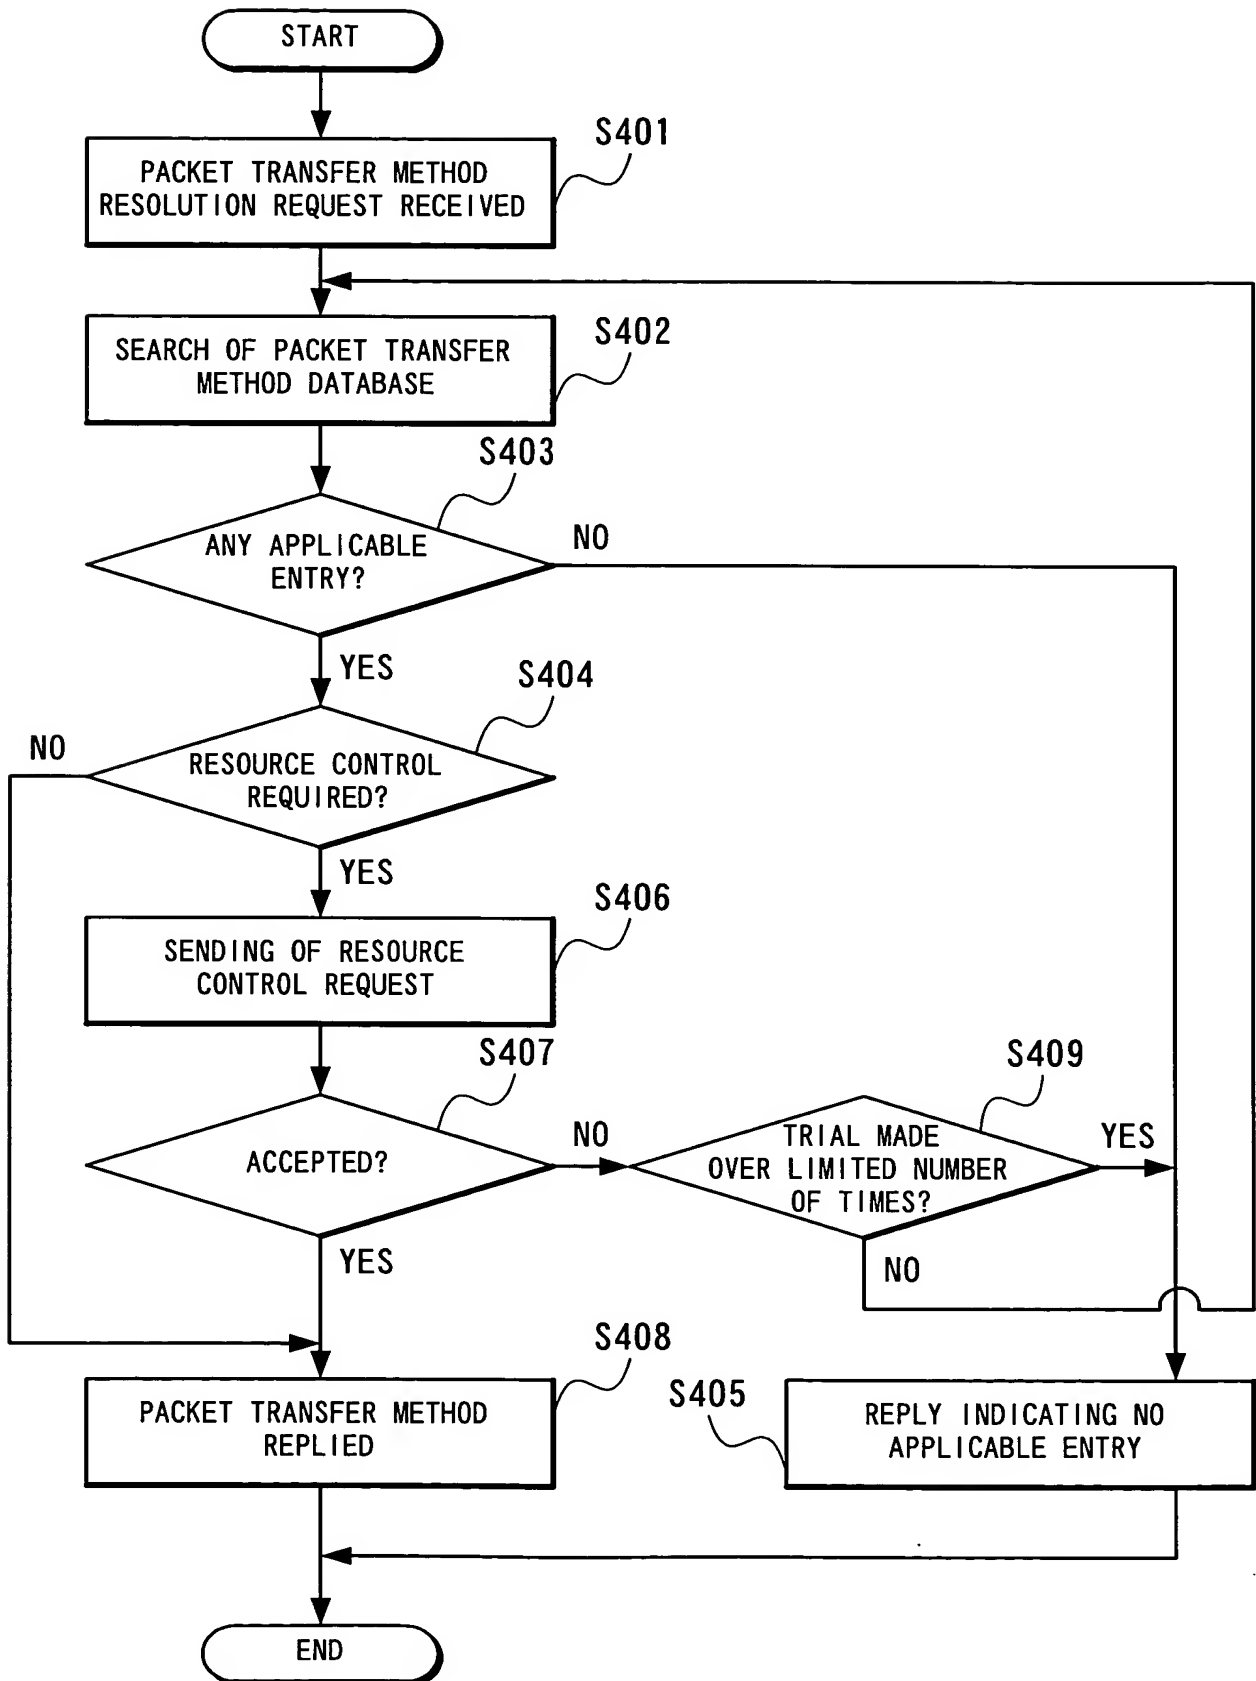 START
S401
PACKET TRANSFER METHOD
RESOLUTION REQUEST RECEIVED
S402
SEARCH OF PACKET TRANSFER
METHOD DATABASE
S403
ANY APPLICABLE
ENTRY?
NO
YES
S404
NO
RESOURCE CONTROL
REQUIRED?
YES
S406
SENDING OF RESOURCE
CONTROL REQUEST
S407
ACCEPTED?
NO
S409
TRIAL MADE
OVER LIMITED NUMBER
OF TIMES?
YES
YES
NO
S408
PACKET TRANSFER METHOD
REPLIED
S405
REPLY INDICATING NO
APPLICABLE ENTRY
END